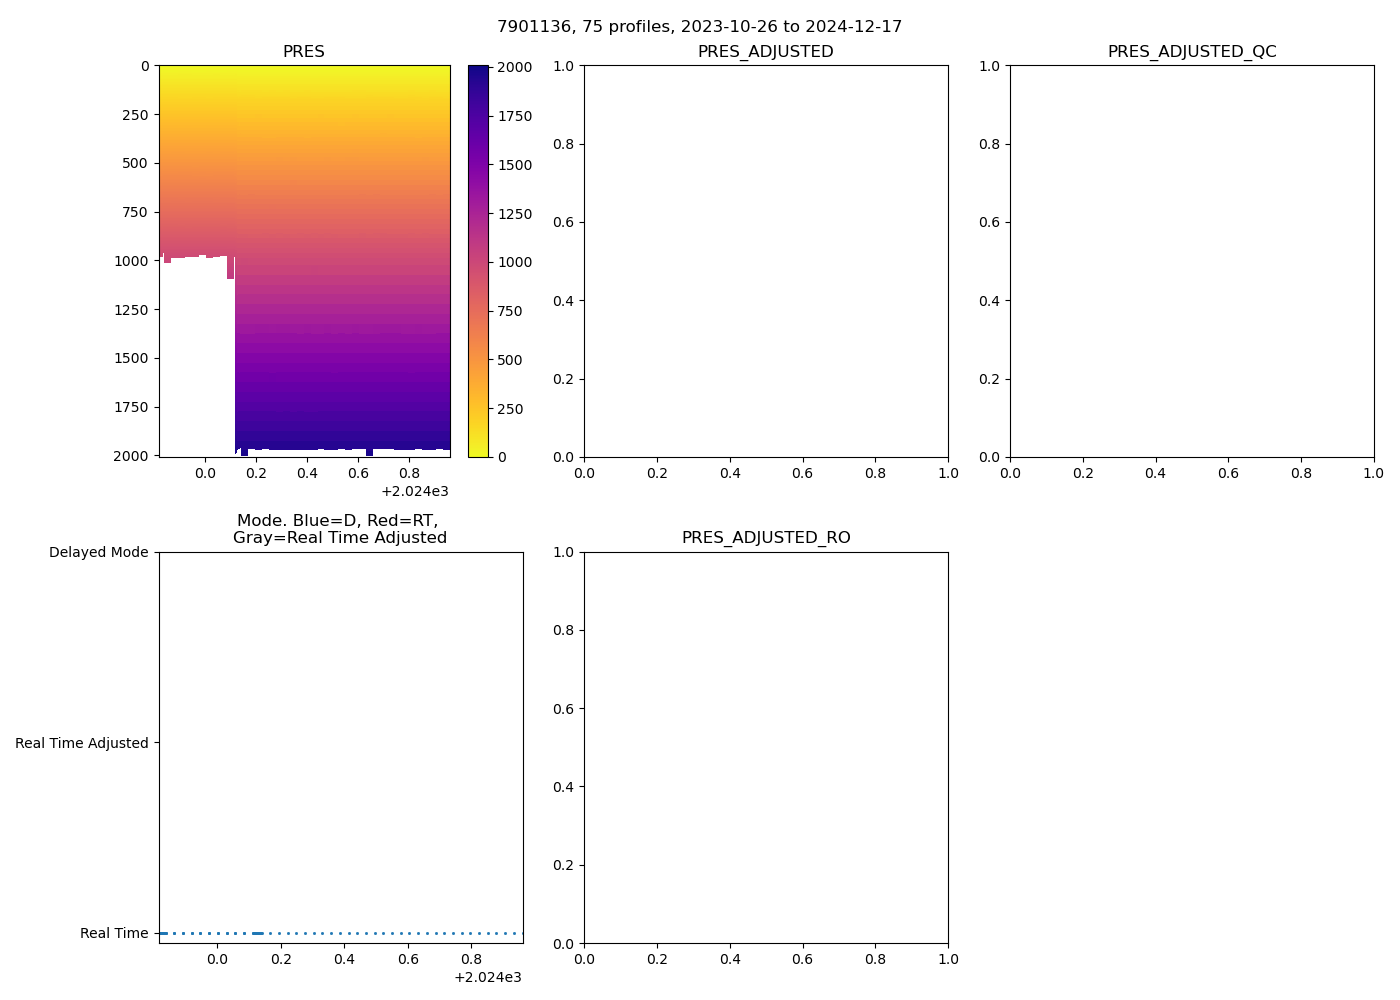 7901136, 75 profiles, 2023-10-26 to 2024-12-17
PRES
0
250
500
750
1000
1250
1500
1750
2000
0.0 0.2 0.4 0.6 0.8
+2.024e3
2000
1750
1500
1250
1000
750
500
250
0
PRES_ADJUSTED
1.0
0.8
0.6
0.4
0.2
0.0
0.0 0.2 0.4 0.6 0.8 1.0
PRES_ADJUSTED_QC
1.0
0.8
0.6
0.4
0.2
0.0
0.0 0.2 0.4 0.6 0.8 1.0
Mode. Blue=D, Red=RT,
Gray=Real Time Adjusted
Delayed Mode
Real Time Adjusted
Real Time
0.0 0.2 0.4 0.6 0.8
+2.024e3
PRES_ADJUSTED_RO
1.0
0.8
0.6
0.4
0.2
0.0
0.0 0.2 0.4 0.6 0.8 1.0